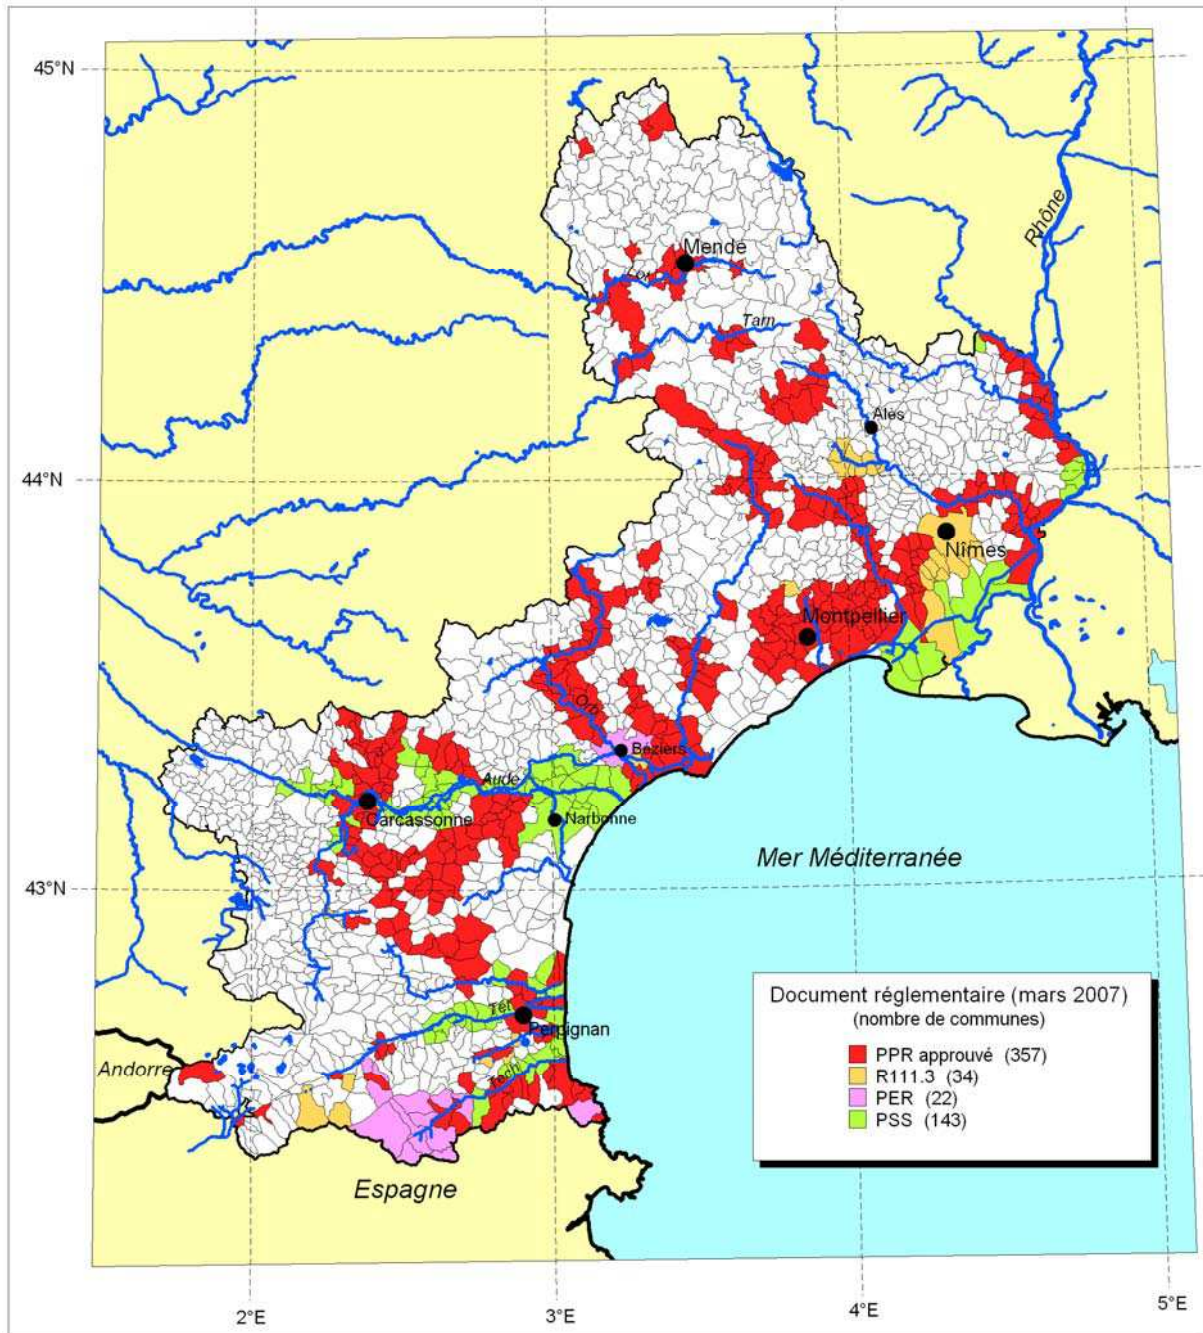 45°N
Rhône
Mende
Lot
Tarn
Alès
44°N
Nîmes
Montpellier
Orb
Béziers
Aude
Carcassonne
Narbonne
Mer Méditerranée
43°N
Document réglementaire (mars 2007)
(nombre de communes)
Têt
Perpignan
PPR approuvé (357)
Andorre
Tech
R111.3 (34)
PER (22)
PSS (143)
Espagne
2°E
3°E
4°E
5°E